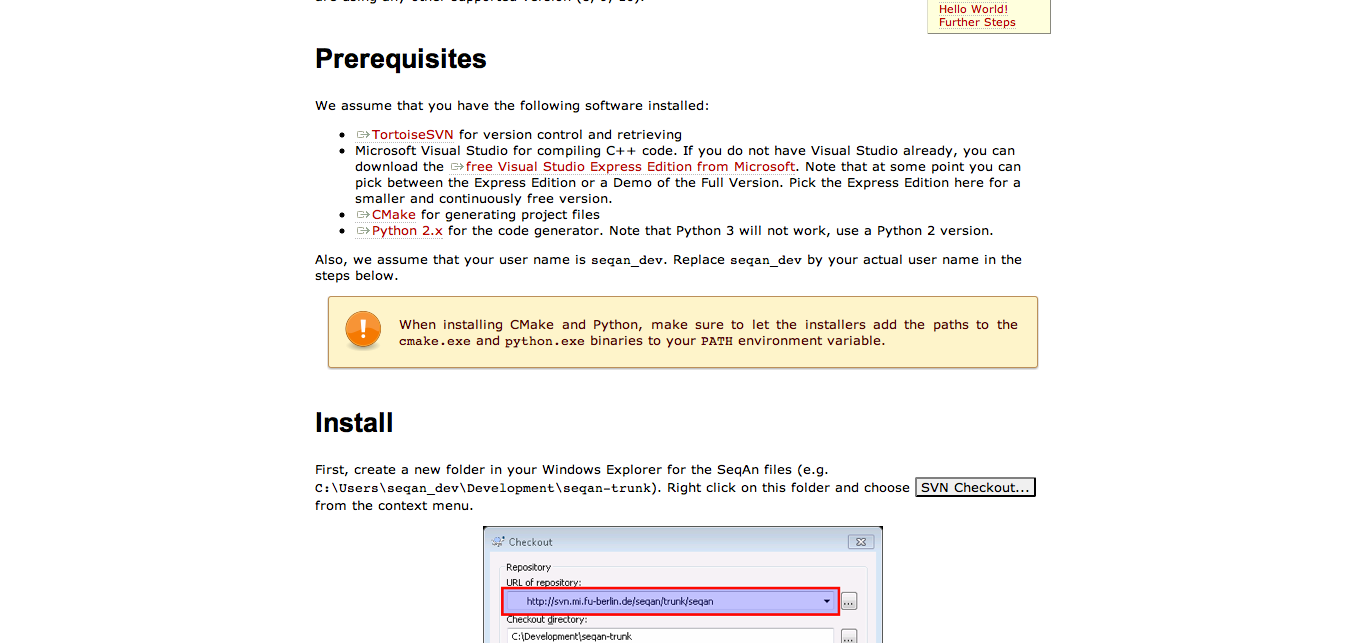 Hello World!
Further Steps
Prerequisites
We assume that you have the following software installed:
TortoiseSVN for version control and retrieving
Microsoft Visual Studio for compiling C++ code. If you do not have Visual Studio already, you can
download the free Visual Studio Express Edition from Microsoft. Note that at some point you can
pick between the Express Edition or a Demo of the Full Version. Pick the Express Edition here for a
smaller and continuously free version.
CMake for generating project files
Python 2.x for the code generator. Note that Python 3 will not work, use a Python 2 version.
Also, we assume that your user name is seqan_dev. Replace seqan_dev by your actual user name in the
steps below.
When installing CMake and Python, make sure to let the installers add the paths to the
cmake.exe and python.exe binaries to your PATH environment variable.
Install
First, create a new folder in your Windows Explorer for the SeqAn files (e.g.
C:\Users\seqan_dev\Development\seqan-trunk). Right click on this folder and choose SVN Checkout...
from the context menu.
Checkout
Repository
URL of repository:
http://svn.mi.fu-berlin.de/seqan/trunk/seqan
...
Checkout directory:
C:\Development\seqan-trunk
...